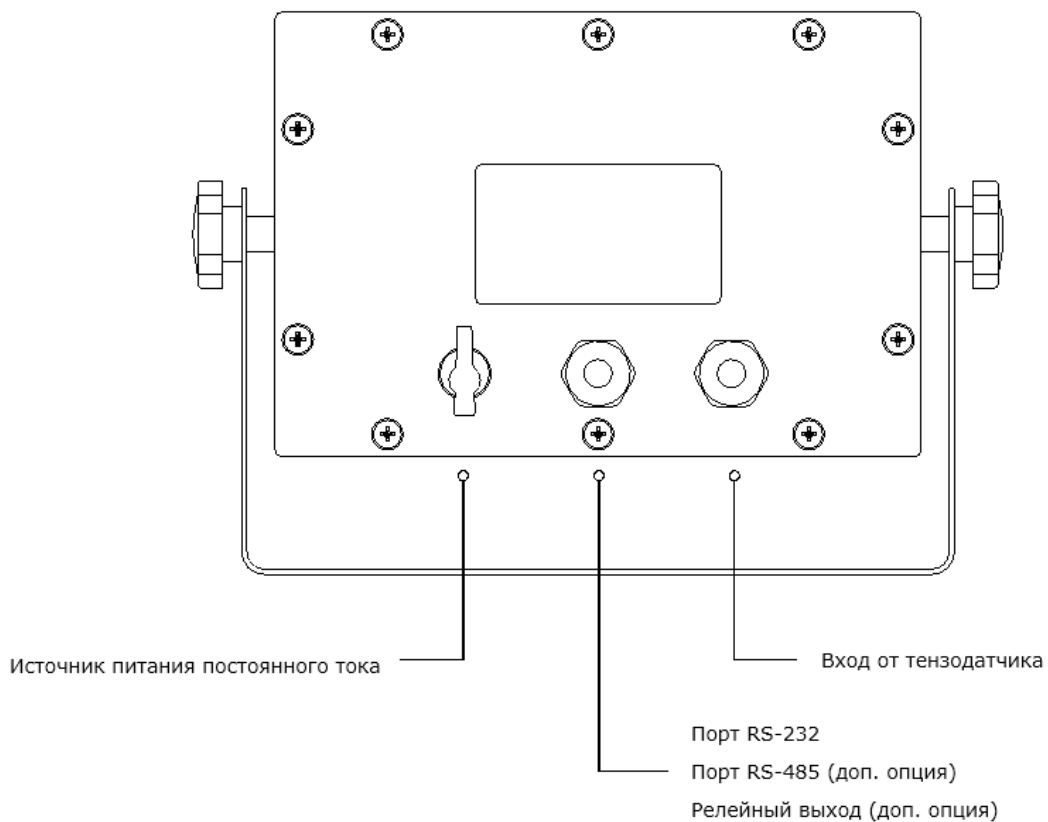 Источник питания постоянного тока
Вход от тензодатчика
Порт RS-232
Порт RS-485 (доп. опция)
Релейный выход (доп. опция)